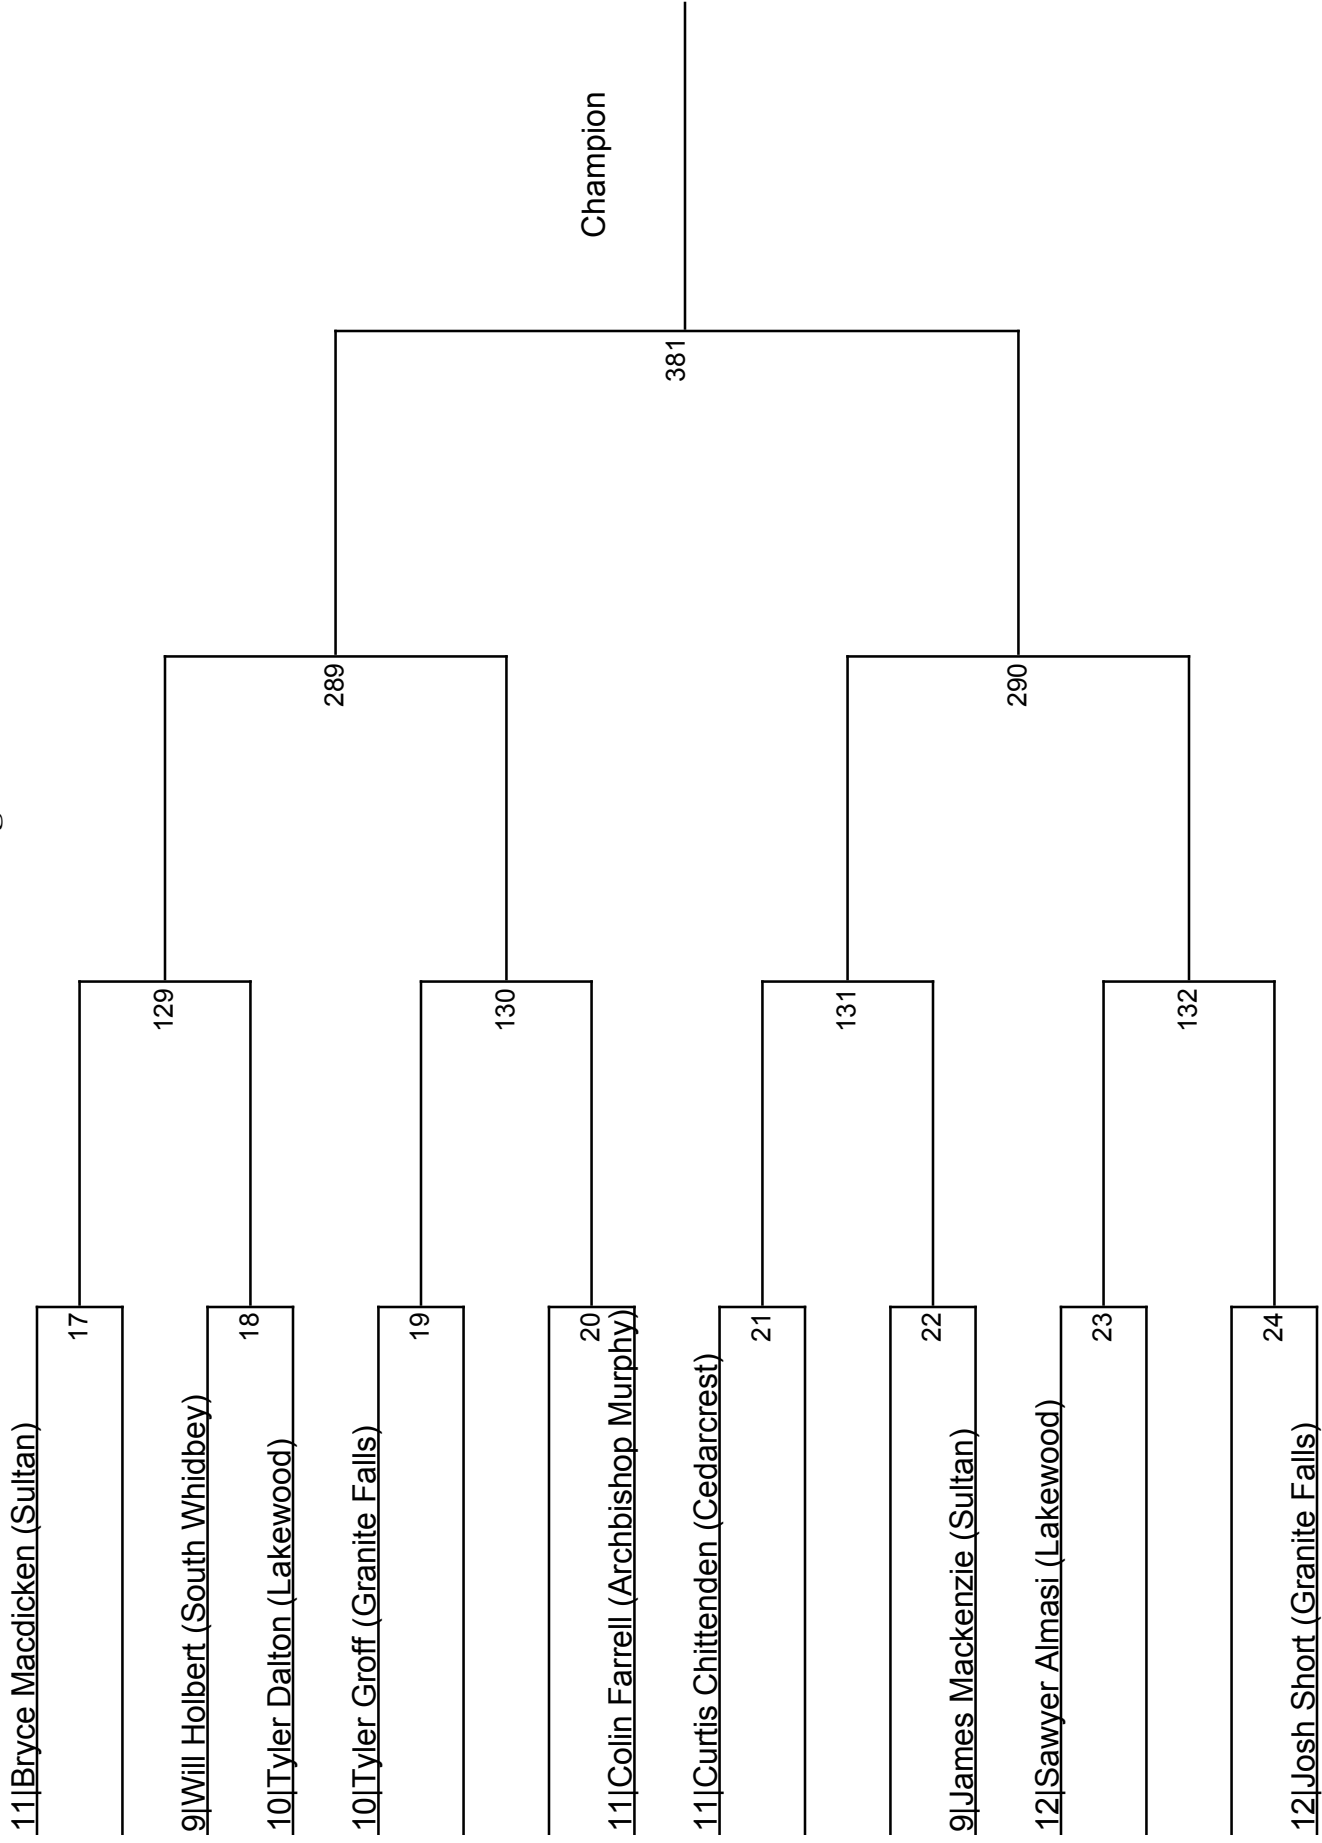 11|Bryce Macdicken (Sultan)
17
9|Will Holbert (South Whidbey)
18
10|Tyler Dalton (Lakewood)
10|Tyler Groff (Granite Falls)
19
20
11|Colin Farrell (Archbishop Murphy)
11|Curtis Chittenden (Cedarcrest)
21
22
9|James Mackenzie (Sultan)
12|Sawyer Almasi (Lakewood)
23
24
12|Josh Short (Granite Falls)
129
130
131
132
289
290
381
Champion